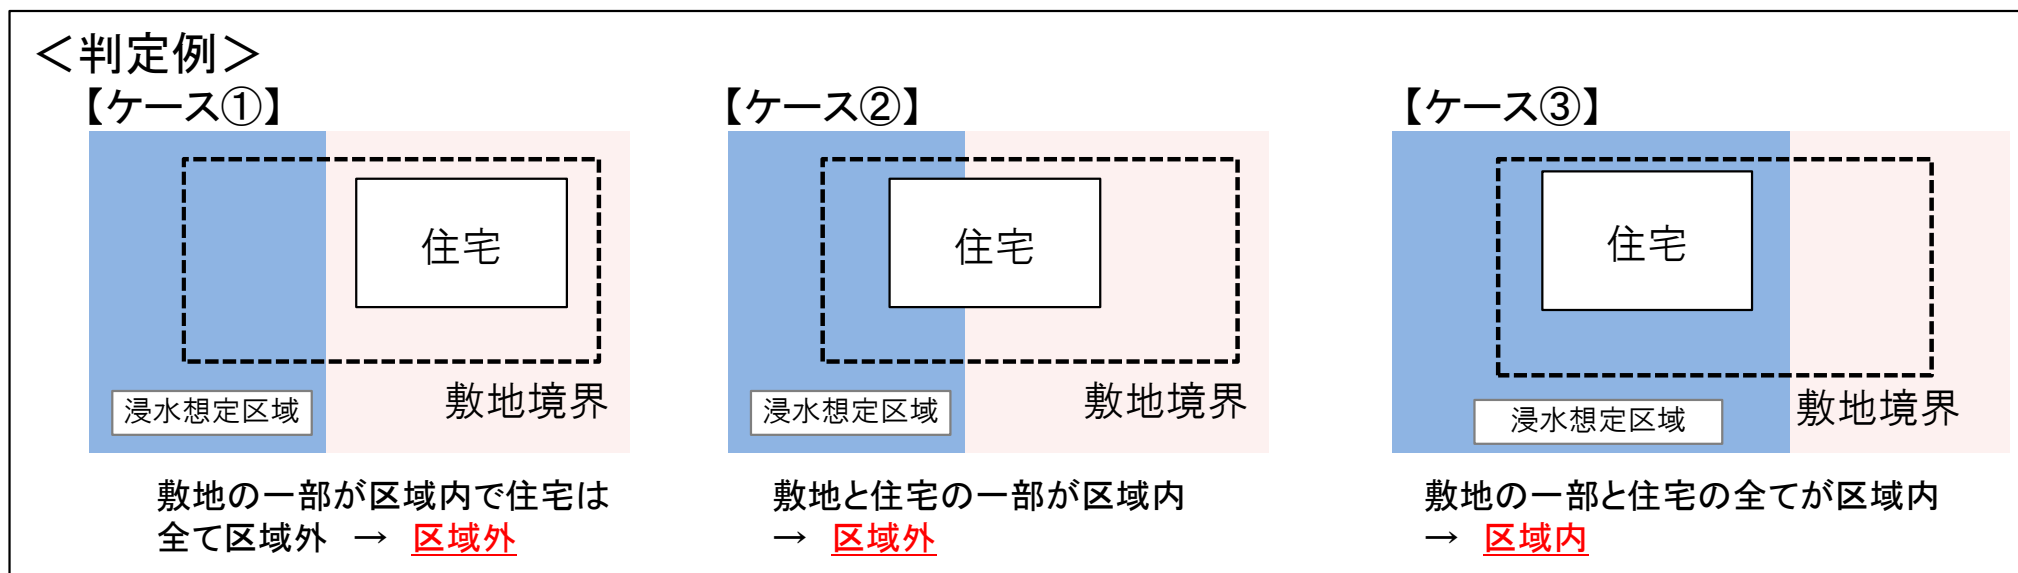 ＜判定例＞
【ケース①】
住宅
浸水想定区域
敷地境界
敷地の一部が区域内で住宅は
全て区域外 → 区域外
【ケース②】
住宅
浸水想定区域
敷地境界
敷地と住宅の一部が区域内
→ 区域外
【ケース③】
住宅
浸水想定区域
敷地境界
敷地の一部と住宅の全てが区域内
→ 区域内